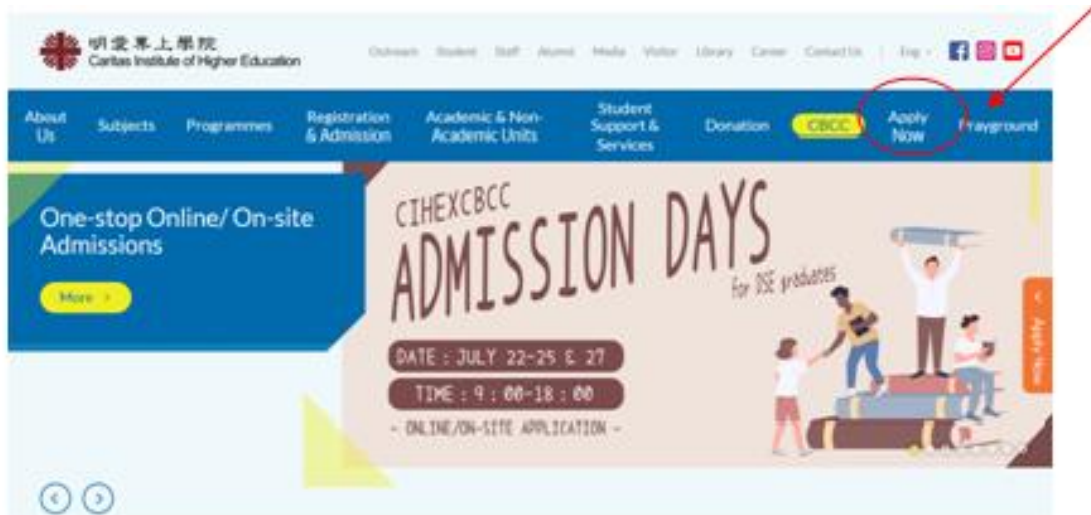 明愛專上學院
Caritas Institute of Higher Education
Outreach Student Staff Alumni Media Visitor Library Career Contact Us | Eng
About Us
Subjects
Programmes
Registration & Admission
Academic & Non-Academic Units
Student Support & Services
Donation
CBCC
Apply Now
Prayground
One-stop Online/ On-site
Admissions
More >
CIHEXCBCC
ADMISSION DAYS
for DSE graduates
DATE : JULY 22-25 & 27
TIME : 9 : 00-18 : 00
- ONLINE/ON-SITE APPLICATION -
Apply Now